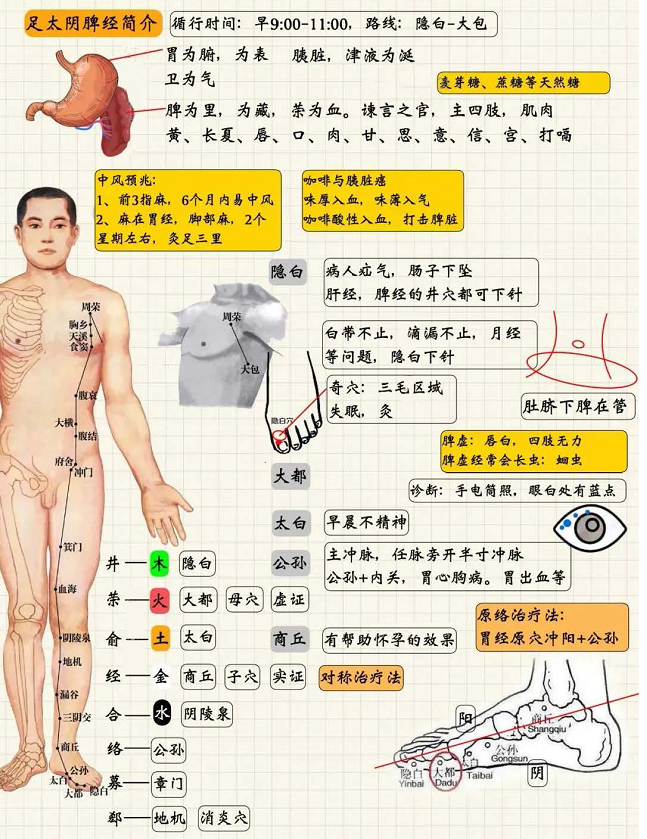 足太阴脾经简介
循行时间：早9:00-11:00，路线：隐白-大包
胃为腑，为表 胰脏，津液为涎
卫为气
麦芽糖、蔗糖等天然糖
脾为里，为藏，荣为血。谏言之官，主四肢，肌肉
黄、长夏、唇、口、肉、甘、思、意、信、宫、打嗝
中风预兆：
1、前3指麻，6个月内易中风
2、麻在胃经，脚部麻，2个
星期左右，灸足三里
咖啡与胰脏癌
味厚入血，味薄入气
咖啡酸性入血，打击脾脏
隐白
病人疝气，肠子下坠
肝经，脾经的井穴都可下针
白带不止，滴漏不止，月经
等问题，隐白下针
奇穴：三毛区域
失眠，灸
肚脐下脾在管
周荣
胸乡
天溪
食窦
腹哀
大横
腹结
府舍
冲门
箕门
血海
阴陵泉
地机
漏谷
三阴交
商丘
公孙
太白
大都
隐白
周荣
大包
隐白穴
脾虚：唇白，四肢无力
脾虚经常会长虫：蛔虫
大都
诊断：手电筒照，眼白处有蓝点
太白
早晨不精神
公孙
主冲脉，任脉旁开半寸冲脉
公孙+内关，胃心胸病。胃出血等
商丘
有帮助怀孕的效果
原络治疗法：
胃经原穴冲阳+公孙
井 木 隐白
荥 火 大都 母穴 虚证
俞 土 太白
经 金 商丘 子穴 实证 对称治疗法
合 水 阴陵泉
络 公孙
募 章门
郄 地机 消炎穴
阳
商丘
Shangqiu
公孙
Gongsun
太白
Taibai
大都
Dadu
隐白
Yinbai
阴